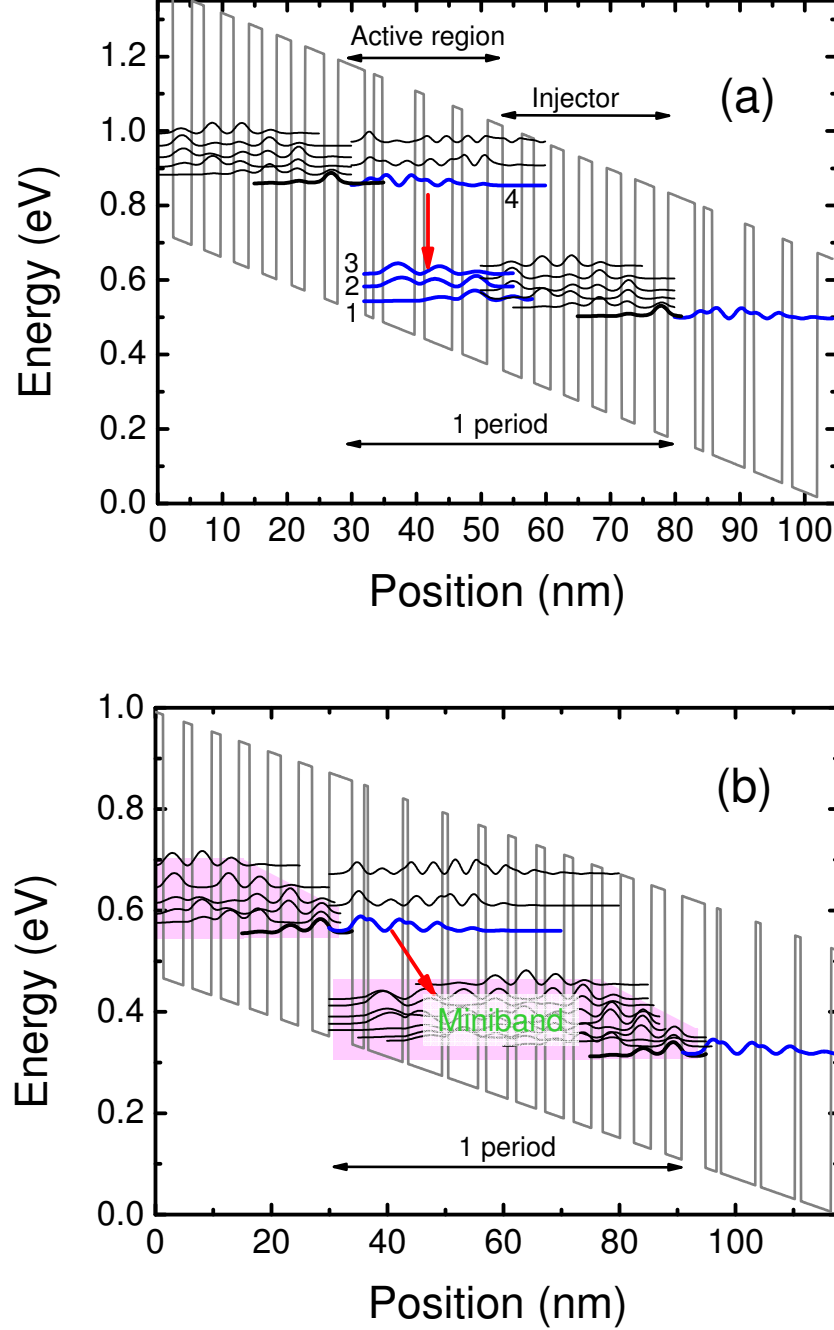 Active region
(a)
Injector
1.2
1.0
0.8
0.6
0.4
0.2
0.0
Energy (eV)
4
3
2
1
1 period
0 10 20 30 40 50 60 70 80 90 100
Position (nm)
(b)
1.0
0.8
0.6
0.4
0.2
0.0
Energy (eV)
Miniband
1 period
0 20 40 60 80 100
Position (nm)